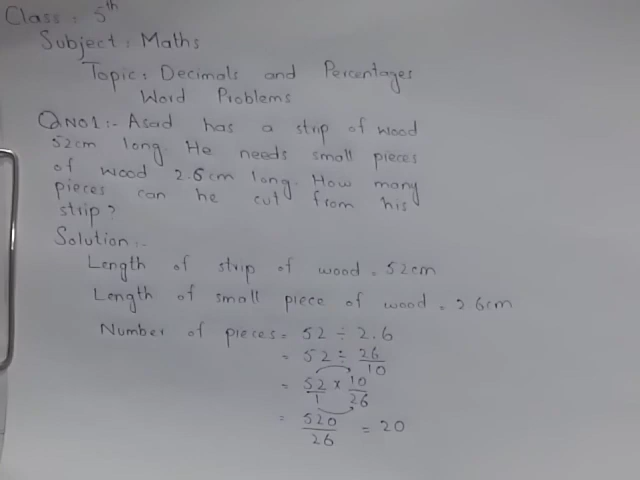 Class: 5th
Subject: Maths
Topic: Decimals and Percentages
Word Problems
QNO1:- Asad has a strip of wood
52cm long. He needs small pieces
of wood 2.6cm long. How many
pieces can he cut from his
strip?
Solution:-
Length of strip of wood = 52cm
Length of small piece of wood = 2.6cm
Number of pieces = 52 ÷ 2.6
= 52 ÷ 26/10
= 52/1 × 10/26
= 520/26 = 20